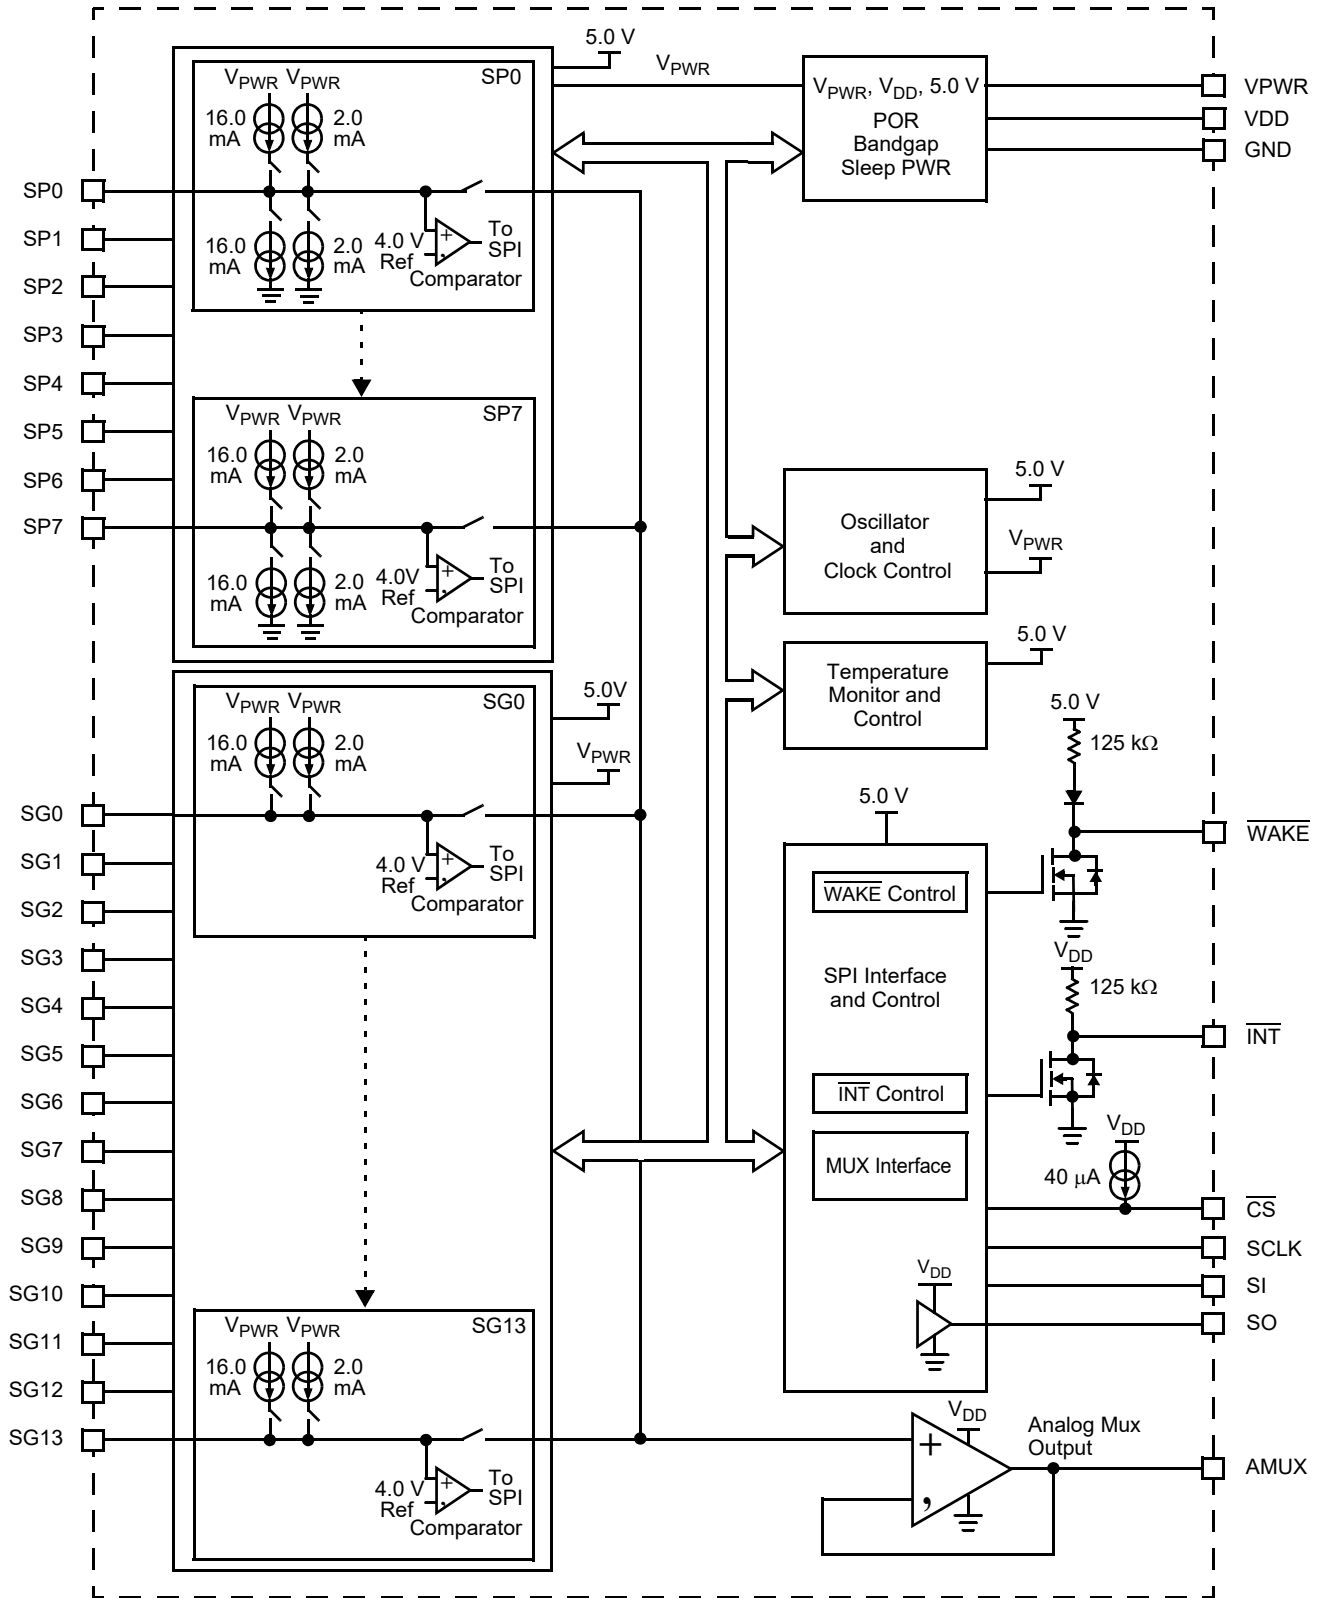 5.0 V
VPWR
VPWR VPWR SP0
16.0 mA
2.0 mA
16.0 mA
2.0 mA
4.0 V Ref
+
To SPI
Comparator
VPWR VPWR SP7
16.0 mA
2.0 mA
16.0 mA
2.0 mA
4.0V Ref
+
To SPI
Comparator
SP0
SP1
SP2
SP3
SP4
SP5
SP6
SP7
VPWR VPWR SG0
16.0 mA
2.0 mA
4.0 V Ref
+
To SPI
Comparator
5.0V
VPWR
SG0
SG1
SG2
SG3
SG4
SG5
SG6
SG7
SG8
SG9
SG10
SG11
SG12
SG13
VPWR VPWR SG13
16.0 mA
2.0 mA
4.0 V Ref
+
To SPI
Comparator
VPWR, VDD, 5.0 V
POR
Bandgap
Sleep PWR
VPWR
VDD
GND
Oscillator
and
Clock Control
5.0 V
VPWR
Temperature
Monitor and
Control
5.0 V
5.0 V
125 kΩ
WAKE
5.0 V
WAKE Control
SPI Interface
and Control
VDD
125 kΩ
INT
INT Control
MUX Interface
VDD
40 μA
CS
SCLK
SI
VDD
SO
VDD
+
,
Analog Mux
Output
AMUX